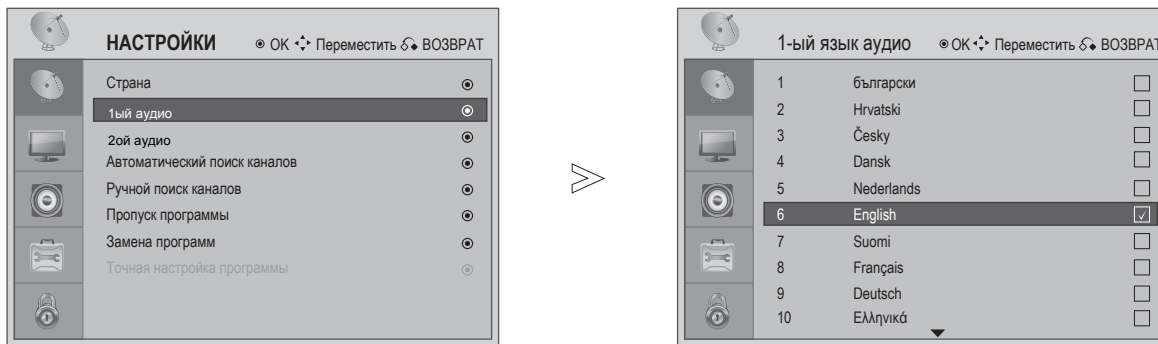 НАСТРОЙКИ OK Переместить ВОЗВРАТ
Страна
1ый аудио
2ой аудио
Автоматический поиск каналов
Ручной поиск каналов
Пропуск программы
Замена программ
Точная настройка программы
1-ый язык аудио OK Переместить ВОЗВРАТ
1 български
2 Hrvatski
3 Česky
4 Dansk
5 Nederlands
6 English
7 Suomi
8 Français
9 Deutsch
10 Ελληνικά